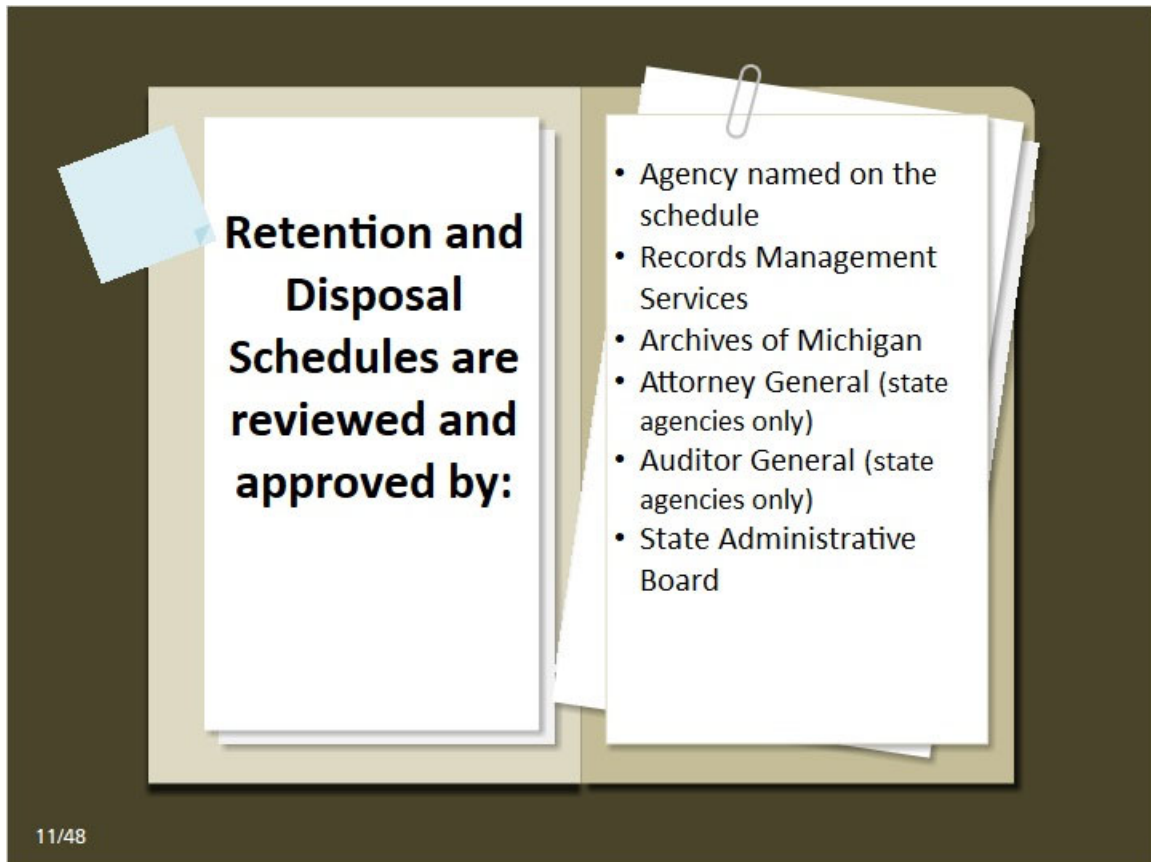 Retention and
Disposal
Schedules are
reviewed and
approved by:
• Agency named on the
schedule
• Records Management
Services
• Archives of Michigan
• Attorney General (state
agencies only)
• Auditor General (state
agencies only)
• State Administrative
Board
11/48